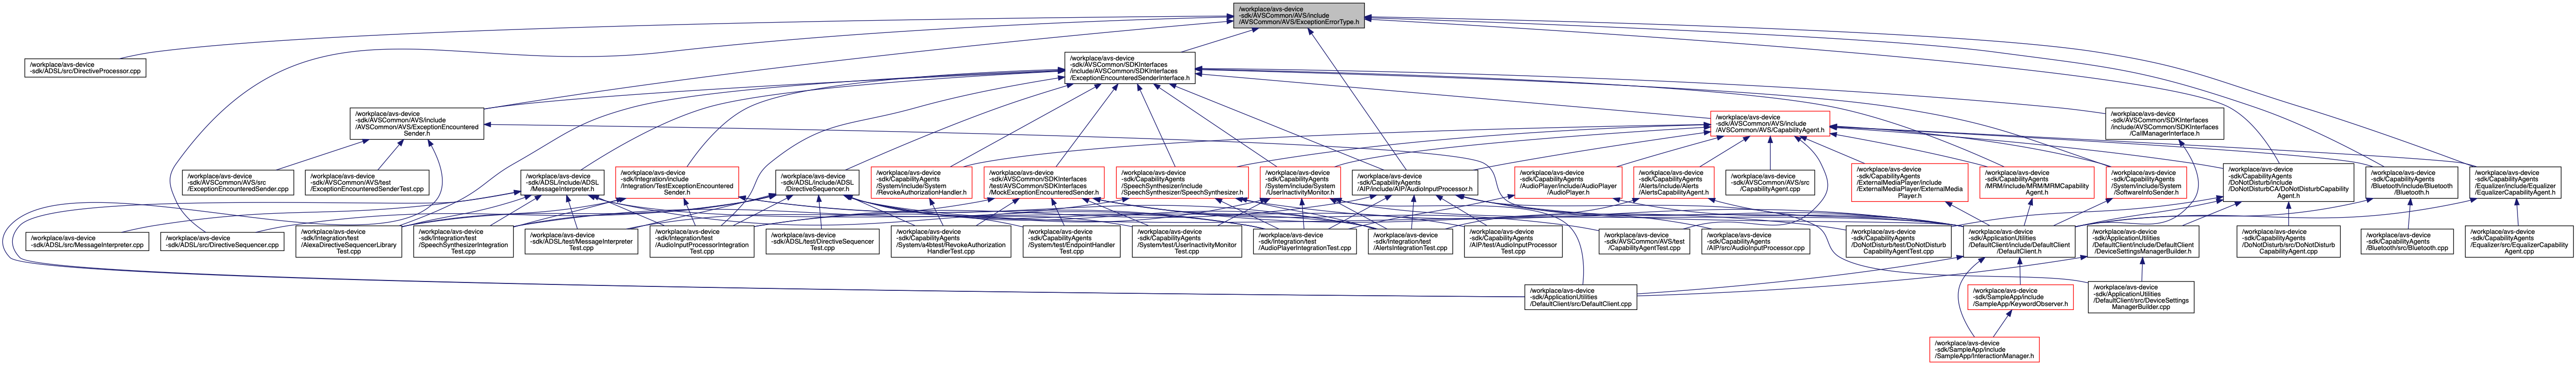 /workplace/avs-device
-sdk/AVSCommon/AVS/include
/AVSCommon/AVS/ExceptionErrorType.h
/workplace/avs-device
-sdk/ADSL/src/DirectiveProcessor.cpp
/workplace/avs-device
-sdk/AVSCommon/SDKInterfaces
/include/AVSCommon/SDKInterfaces
/ExceptionEncounteredSenderInterface.h
/workplace/avs-device
-sdk/AVSCommon/AVS/include
/AVSCommon/AVS/ExceptionEncountered
Sender.h
/workplace/avs-device
-sdk/AVSCommon/AVS/include
/AVSCommon/AVS/CapabilityAgent.h
/workplace/avs-device
-sdk/AVSCommon/SDKInterfaces
/include/AVSCommon/SDKInterfaces
/CallManagerInterface.h
/workplace/avs-device
-sdk/AVSCommon/AVS/src
/ExceptionEncounteredSender.cpp
/workplace/avs-device
-sdk/AVSCommon/AVS/test
/ExceptionEncounteredSenderTest.cpp
/workplace/avs-device
-sdk/ADSL/include/ADSL
/MessageInterpreter.h
/workplace/avs-device
-sdk/Integration/include
/Integration/TestExceptionEncountered
Sender.h
/workplace/avs-device
-sdk/ADSL/include/ADSL
/DirectiveSequencer.h
/workplace/avs-device
-sdk/CapabilityAgents
/System/include/System
/RevokeAuthorizationHandler.h
/workplace/avs-device
-sdk/AVSCommon/SDKInterfaces
/test/AVSCommon/SDKInterfaces
/MockExceptionEncounteredSender.h
/workplace/avs-device
-sdk/CapabilityAgents
/SpeechSynthesizer/include
/SpeechSynthesizer/SpeechSynthesizer.h
/workplace/avs-device
-sdk/CapabilityAgents
/System/include/System
/UserInactivityMonitor.h
/workplace/avs-device
-sdk/CapabilityAgents
/AIP/include/AIP/AudioInputProcessor.h
/workplace/avs-device
-sdk/CapabilityAgents
/AudioPlayer/include/AudioPlayer
/AudioPlayer.h
/workplace/avs-device
-sdk/CapabilityAgents
/Alerts/include/Alerts
/AlertsCapabilityAgent.h
/workplace/avs-device
-sdk/AVSCommon/AVS/src
/CapabilityAgent.cpp
/workplace/avs-device
-sdk/CapabilityAgents
/ExternalMediaPlayer/include
/ExternalMediaPlayer/ExternalMedia
Player.h
/workplace/avs-device
-sdk/CapabilityAgents
/MRM/include/MRM/MRMCapability
Agent.h
/workplace/avs-device
-sdk/CapabilityAgents
/System/include/System
/SoftwareInfoSender.h
/workplace/avs-device
-sdk/CapabilityAgents
/DoNotDisturb/include
/DoNotDisturbCA/DoNotDisturbCapability
Agent.h
/workplace/avs-device
-sdk/CapabilityAgents
/Bluetooth/include/Bluetooth
/Bluetooth.h
/workplace/avs-device
-sdk/CapabilityAgents
/Equalizer/include/Equalizer
/EqualizerCapabilityAgent.h
/workplace/avs-device
-sdk/ADSL/src/MessageInterpreter.cpp
/workplace/avs-device
-sdk/ADSL/src/DirectiveSequencer.cpp
/workplace/avs-device
-sdk/Integration/test
/AlexaDirectiveSequencerLibrary
Test.cpp
/workplace/avs-device
-sdk/Integration/test
/SpeechSynthesizerIntegration
Test.cpp
/workplace/avs-device
-sdk/ADSL/test/MessageInterpreter
Test.cpp
/workplace/avs-device
-sdk/Integration/test
/AudioInputProcessorIntegration
Test.cpp
/workplace/avs-device
-sdk/ADSL/test/DirectiveSequencer
Test.cpp
/workplace/avs-device
-sdk/CapabilityAgents
/System/a4btest/RevokeAuthorization
HandlerTest.cpp
/workplace/avs-device
-sdk/CapabilityAgents
/System/test/EndpointHandler
Test.cpp
/workplace/avs-device
-sdk/CapabilityAgents
/System/test/UserInactivityMonitor
Test.cpp
/workplace/avs-device
-sdk/Integration/test
/AudioPlayerIntegrationTest.cpp
/workplace/avs-device
-sdk/Integration/test
/AlertsIntegrationTest.cpp
/workplace/avs-device
-sdk/CapabilityAgents
/AIP/test/AudioInputProcessor
Test.cpp
/workplace/avs-device
-sdk/AVSCommon/AVS/test
/CapabilityAgentTest.cpp
/workplace/avs-device
-sdk/CapabilityAgents
/AIP/src/AudioInputProcessor.cpp
/workplace/avs-device
-sdk/CapabilityAgents
/DoNotDisturb/test/DoNotDisturb
CapabilityAgentTest.cpp
/workplace/avs-device
-sdk/ApplicationUtilities
/DefaultClient/include/DefaultClient
/DefaultClient.h
/workplace/avs-device
-sdk/ApplicationUtilities
/DefaultClient/include/DefaultClient
/DeviceSettingsManagerBuilder.h
/workplace/avs-device
-sdk/CapabilityAgents
/DoNotDisturb/src/DoNotDisturb
CapabilityAgent.cpp
/workplace/avs-device
-sdk/CapabilityAgents
/Bluetooth/src/Bluetooth.cpp
/workplace/avs-device
-sdk/CapabilityAgents
/Equalizer/src/EqualizerCapability
Agent.cpp
/workplace/avs-device
-sdk/ApplicationUtilities
/DefaultClient/src/DefaultClient.cpp
/workplace/avs-device
-sdk/SampleApp/include
/SampleApp/KeywordObserver.h
/workplace/avs-device
-sdk/ApplicationUtilities
/DefaultClient/src/DeviceSettings
ManagerBuilder.cpp
/workplace/avs-device
-sdk/SampleApp/include
/SampleApp/InteractionManager.h